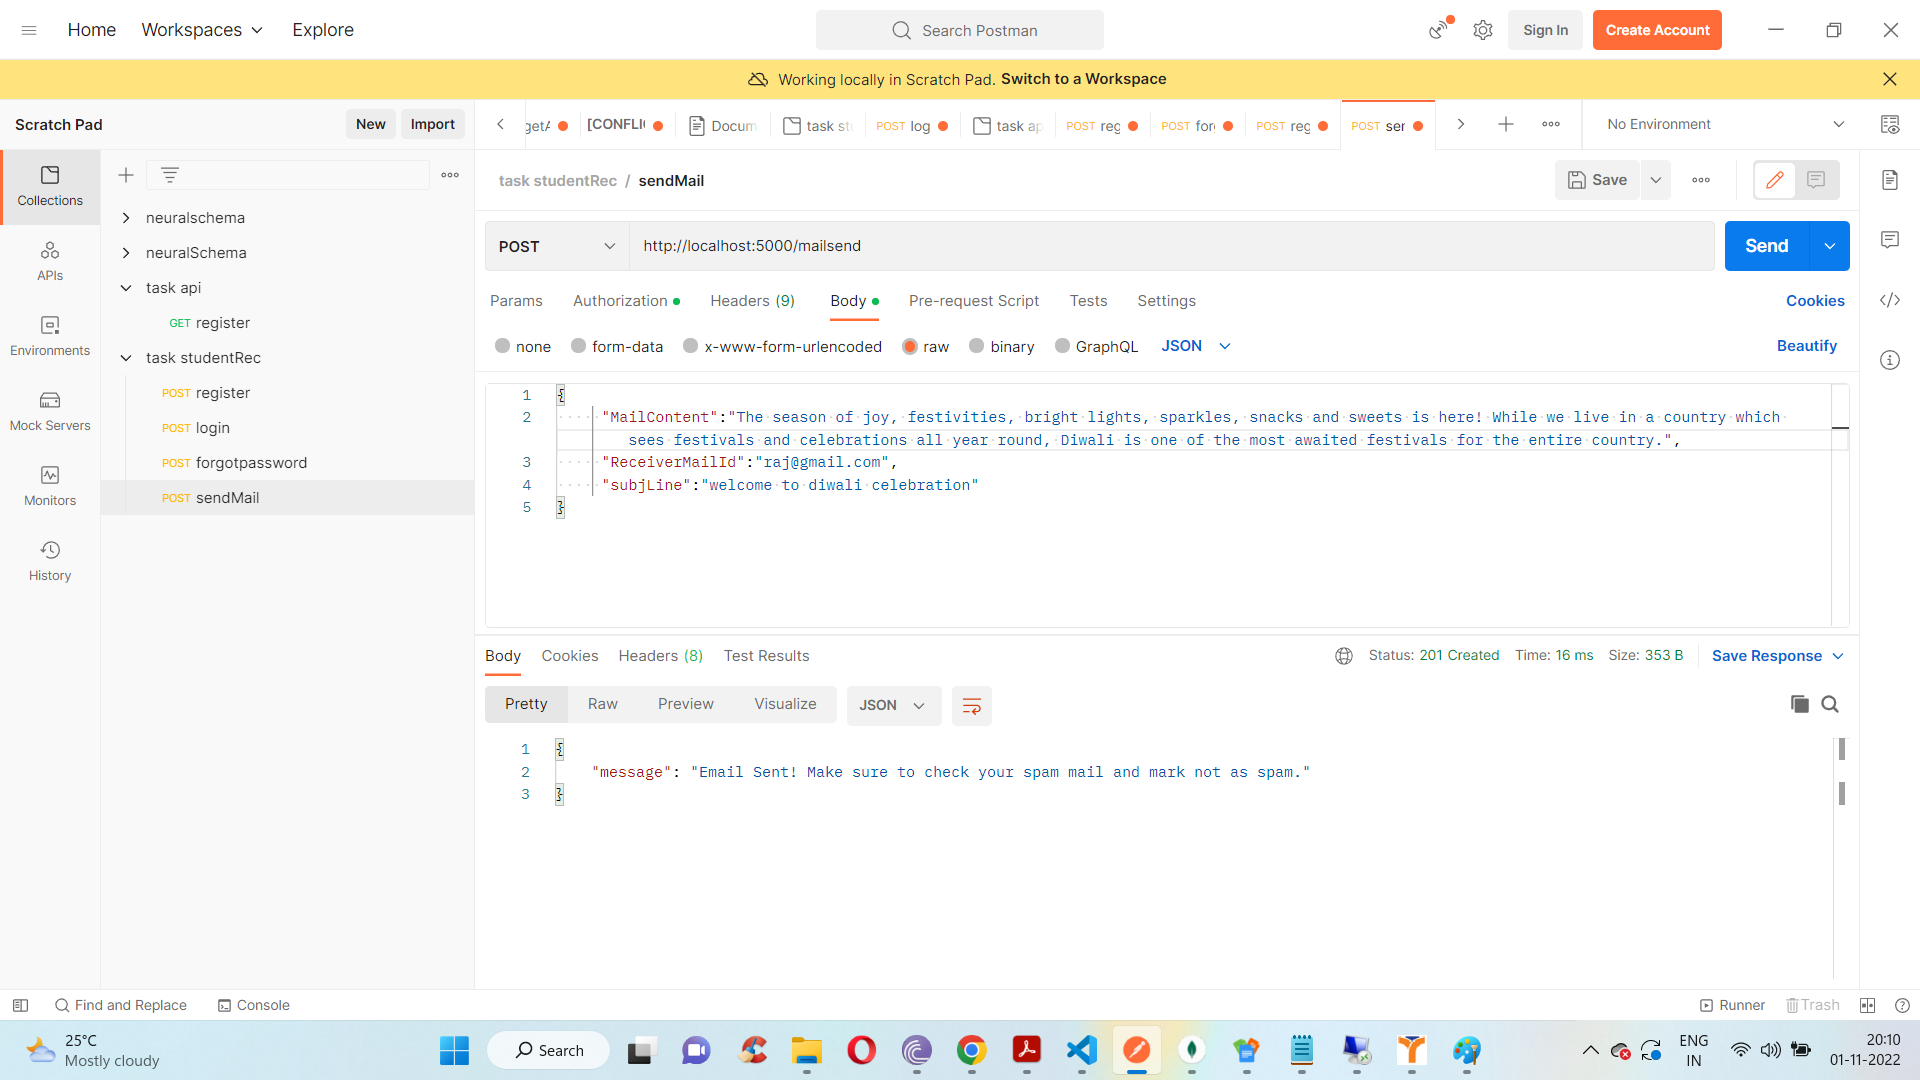 Home
Workspaces
Explore
Search Postman
Sign In
Create Account
Working locally in Scratch Pad. Switch to a Workspace
Scratch Pad
New
Import
getA
[CONFLI
Docum
task stu
POST log
task ap
POST reg
POST for
POST reg
POST ser
No Environment
Collections
APIs
Environments
Mock Servers
Monitors
History
neuralschema
neuralSchema
task api
GET register
task studentRec
POST register
POST login
POST forgotpassword
POST sendMail
task studentRec / sendMail
Save
POST
http://localhost:5000/mailsend
Send
Params
Authorization
Headers (9)
Body
Pre-request Script
Tests
Settings
Cookies
none
form-data
x-www-form-urlencoded
raw
binary
GraphQL
JSON
Beautify
1 {
2 "MailContent":"The season of joy, festivities, bright lights, sparkles, snacks and sweets is here! While we live in a country which
sees festivals and celebrations all year round, Diwali is one of the most awaited festivals for the entire country.",
3 "ReceiverMailId":"raj@gmail.com",
4 "subjLine":"welcome to diwali celebration"
5 }
Body
Cookies
Headers (8)
Test Results
Status: 201 Created
Time: 16 ms
Size: 353 B
Save Response
Pretty
Raw
Preview
Visualize
JSON
1 {
2 "message": "Email Sent! Make sure to check your spam mail and mark not as spam."
3 }
Find and Replace
Console
Runner
Trash
25°C
Mostly cloudy
Search
ENG
IN
20:10
01-11-2022